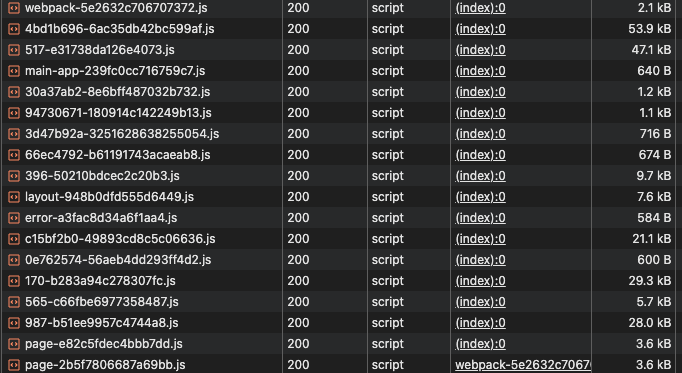 webpack-5e2632c706707372.js 200 script (index):0 2.1 kB
4bd1b696-6ac35db42bc599af.js 200 script (index):0 53.9 kB
517-e31738da126e4073.js 200 script (index):0 47.1 kB
main-app-239fc0cc716759c7.js 200 script (index):0 640 B
30a37ab2-8e6bff487032b732.js 200 script (index):0 1.2 kB
94730671-180914c142249b13.js 200 script (index):0 1.1 kB
3d47b92a-3251628638255054.js 200 script (index):0 716 B
66ec4792-b61191743acaeab8.js 200 script (index):0 674 B
396-50210bdcec2c20b3.js 200 script (index):0 9.7 kB
layout-948b0dfd555d6449.js 200 script (index):0 7.6 kB
error-a3fac8d34a6f1aa4.js 200 script (index):0 584 B
c15bf2b0-49893cd8c5c06636.js 200 script (index):0 21.1 kB
0e762574-56aeb4dd293ff4d2.js 200 script (index):0 600 B
170-b283a94c278307fc.js 200 script (index):0 29.3 kB
565-c66fbe6977358487.js 200 script (index):0 5.7 kB
987-b51ee9957c4744a8.js 200 script (index):0 28.0 kB
page-e82c5fdec4bbb7dd.js 200 script (index):0 3.6 kB
page-2b5f7806687a69bb.js 200 script webpack-5e2632c7067 3.6 kB